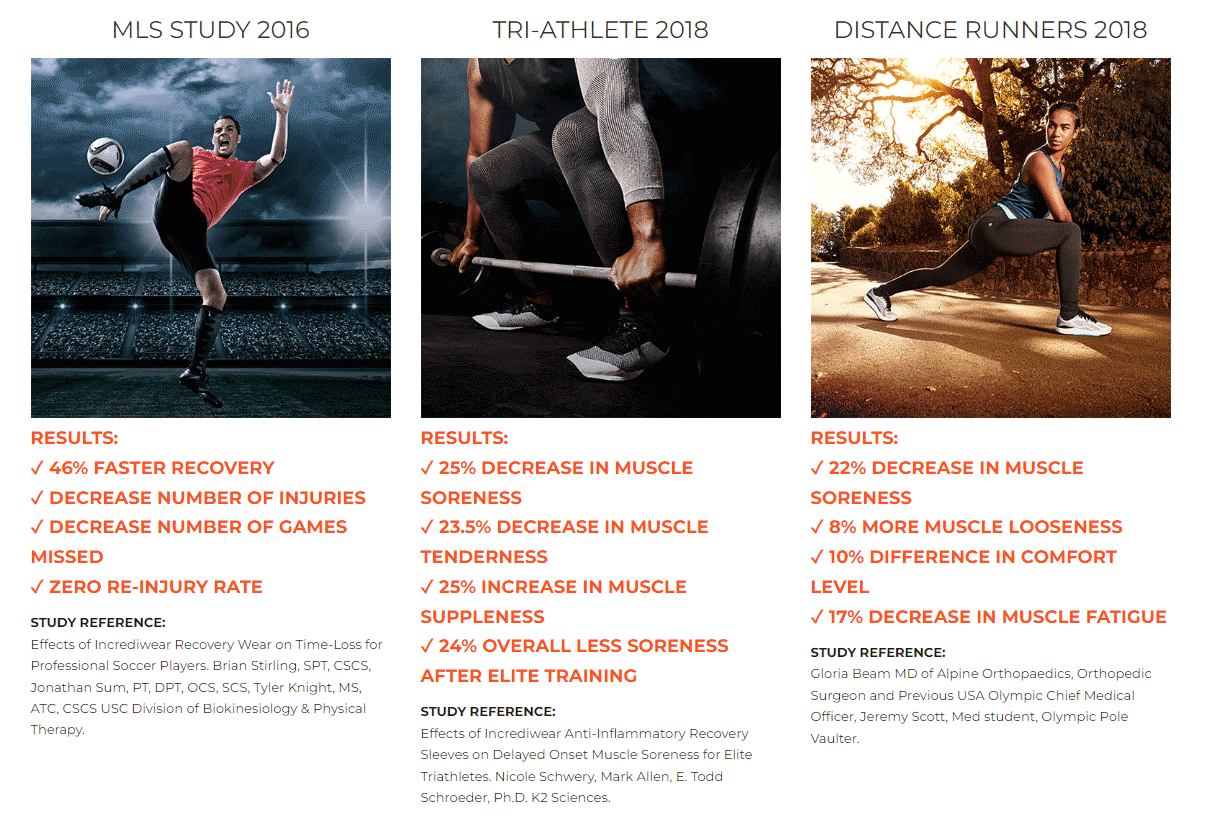 MLS STUDY 2016
RESULTS:
✓ 46% FASTER RECOVERY
✓ DECREASE NUMBER OF INJURIES
✓ DECREASE NUMBER OF GAMES
MISSED
✓ ZERO RE-INJURY RATE
STUDY REFERENCE:
Effects of Incrediwear Recovery Wear on Time-Loss for
Professional Soccer Players. Brian Stirling, SPT, CSCS,
Jonathan Sum, PT, DPT, OCS, SCS, Tyler Knight, MS,
ATC, CSCS USC Division of Biokinesiology & Physical
Therapy.
TRI-ATHLETE 2018
RESULTS:
✓ 25% DECREASE IN MUSCLE
SORENESS
✓ 23.5% DECREASE IN MUSCLE
TENDERNESS
✓ 25% INCREASE IN MUSCLE
SUPPLENESS
✓ 24% OVERALL LESS SORENESS
AFTER ELITE TRAINING
STUDY REFERENCE:
Effects of Incrediwear Anti-Inflammatory Recovery
Sleeves on Delayed Onset Muscle Soreness for Elite
Triathletes. Nicole Schwery, Mark Allen, E. Todd
Schroeder, Ph.D. K2 Sciences.
DISTANCE RUNNERS 2018
RESULTS:
✓ 22% DECREASE IN MUSCLE
SORENESS
✓ 8% MORE MUSCLE LOOSENESS
✓ 10% DIFFERENCE IN COMFORT
LEVEL
✓ 17% DECREASE IN MUSCLE FATIGUE
STUDY REFERENCE:
Gloria Beam MD of Alpine Orthopaedics, Orthopedic
Surgeon and Previous USA Olympic Chief Medical
Officer, Jeremy Scott, Med student, Olympic Pole
Vaulter.